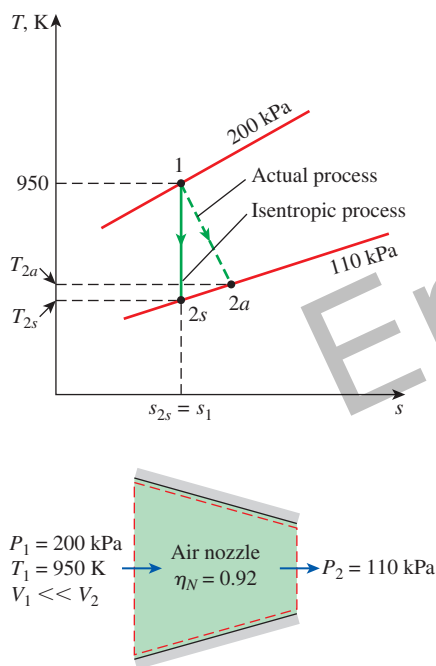 T, K
200 kPa
1
950
Actual process
Isentropic process
110 kPa
T2a
T2s
2s
2a
s2s = s1
s
En
P1 = 200 kPa
T1 = 950 K
V1 << V2
Air nozzle
ηN = 0.92
P2 = 110 kPa